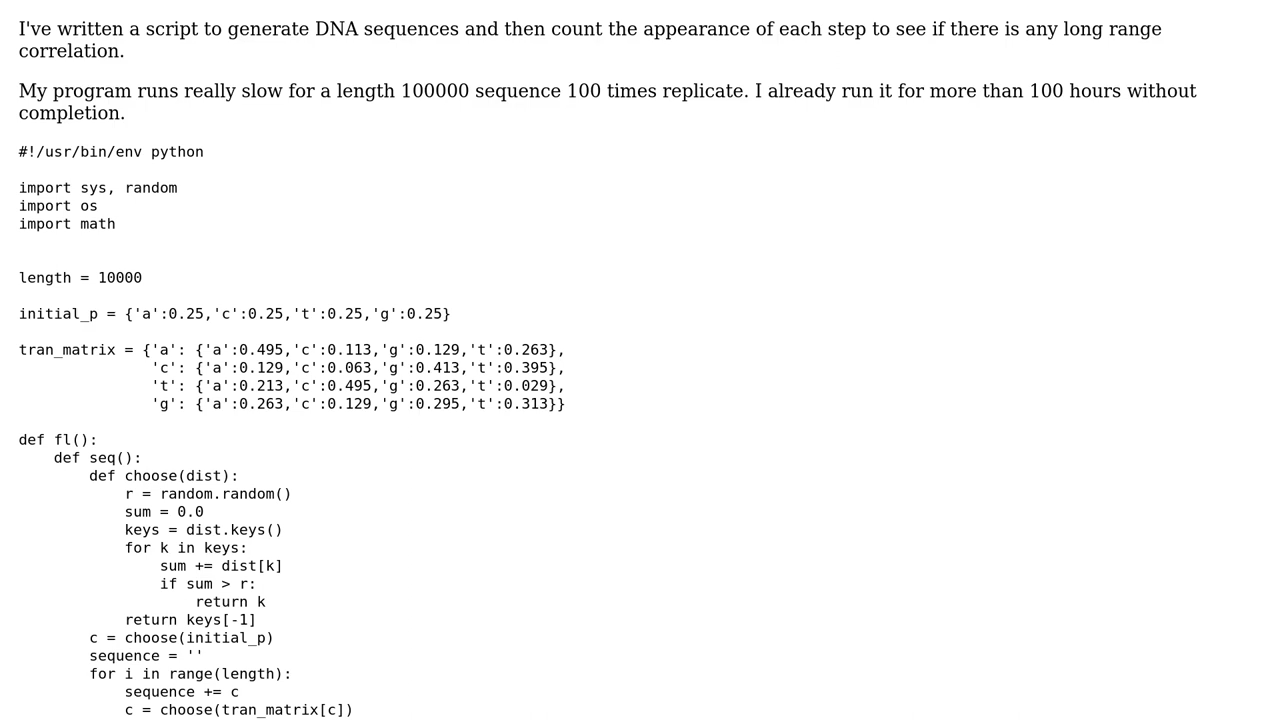 I've written a script to generate DNA sequences and then count the appearance of each step to see if there is any long range
correlation.
My program runs really slow for a length 100000 sequence 100 times replicate. I already run it for more than 100 hours without
completion.
#!/usr/bin/env python
import sys, random
import os
import math
length = 10000
initial_p = {'a':0.25,'c':0.25,'t':0.25,'g':0.25}
tran_matrix = {'a': {'a':0.495,'c':0.113,'g':0.129,'t':0.263},
               'c': {'a':0.129,'c':0.063,'g':0.413,'t':0.395},
               't': {'a':0.213,'c':0.495,'g':0.263,'t':0.029},
               'g': {'a':0.263,'c':0.129,'g':0.295,'t':0.313}}
def fl():
    def seq():
        def choose(dist):
            r = random.random()
            sum = 0.0
            keys = dist.keys()
            for k in keys:
                sum += dist[k]
                if sum > r:
                    return k
            return keys[-1]
        c = choose(initial_p)
        sequence = ''
        for i in range(length):
            sequence += c
            c = choose(tran_matrix[c])